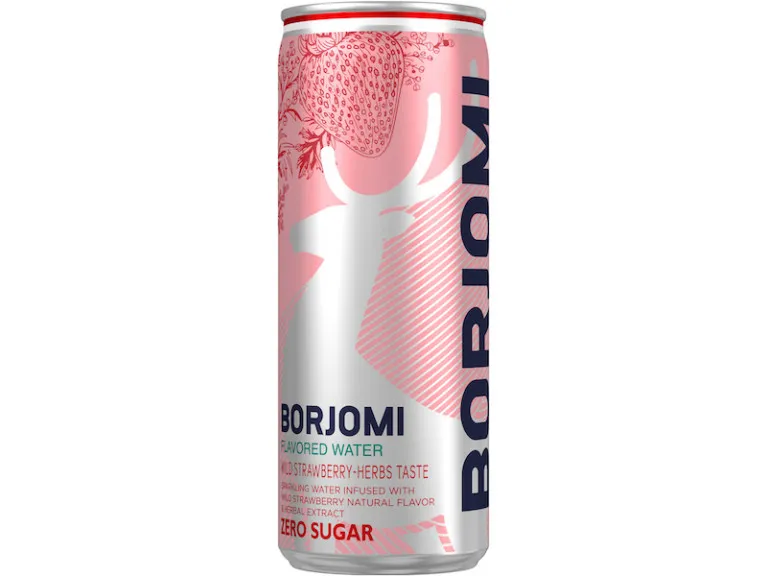 BORJOMI
BORJOMI
FLAVORED WATER
WILD STRAWBERRY-HERBS TASTE
SPARKLING WATER INFUSED WITH
WILD STRAWBERRY NATURAL FLAVOR
& HERBAL EXTRACT
ZERO SUGAR